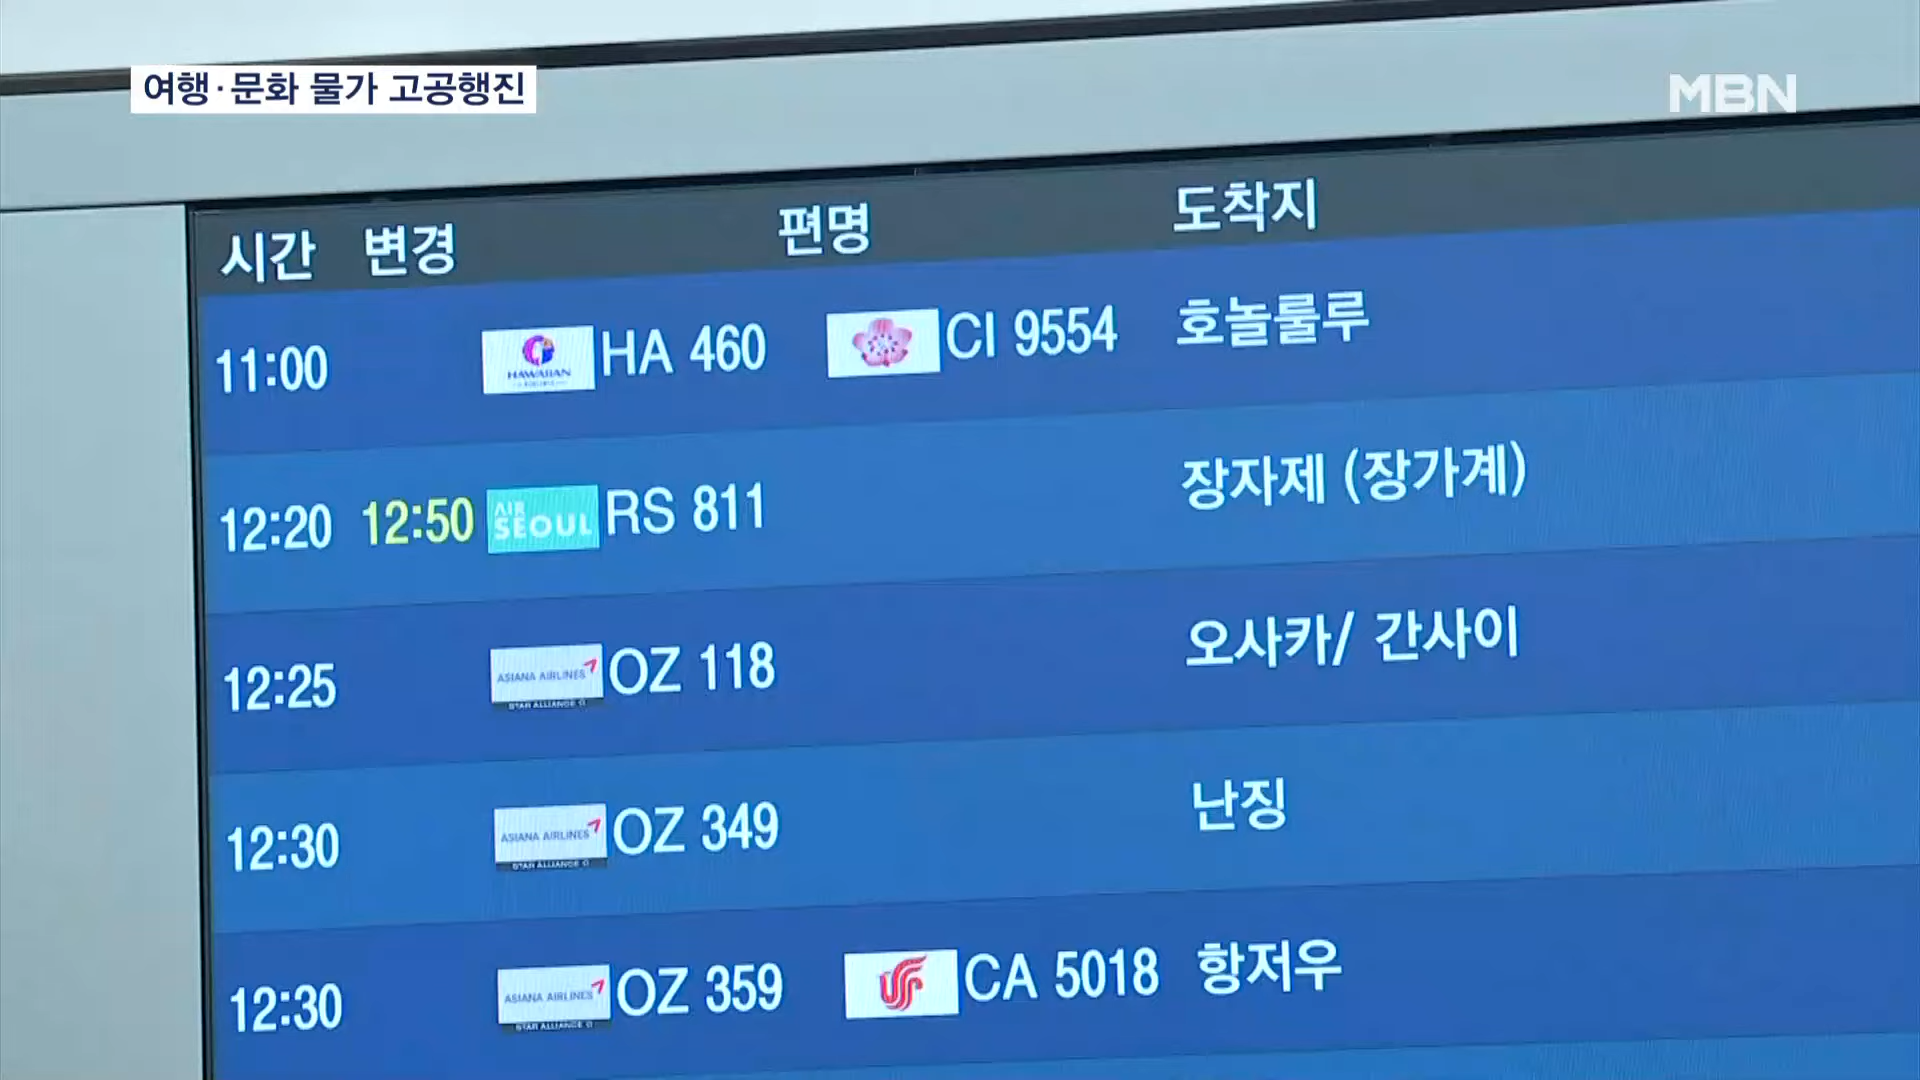 여행·문화 물가 고공행진
MBN
시간 변경 편명 도착지
11:00 HAWAIIAN AIRLINES HA 460 CI 9554 호놀룰루
12:20 12:50 AIR SEOUL RS 811 장자제 (장가계)
12:25 ASIANA AIRLINES STAR ALLIANCE OZ 118 오사카/ 간사이
12:30 ASIANA AIRLINES STAR ALLIANCE OZ 349 난징
12:30 ASIANA AIRLINES STAR ALLIANCE OZ 359 CA 5018 항저우